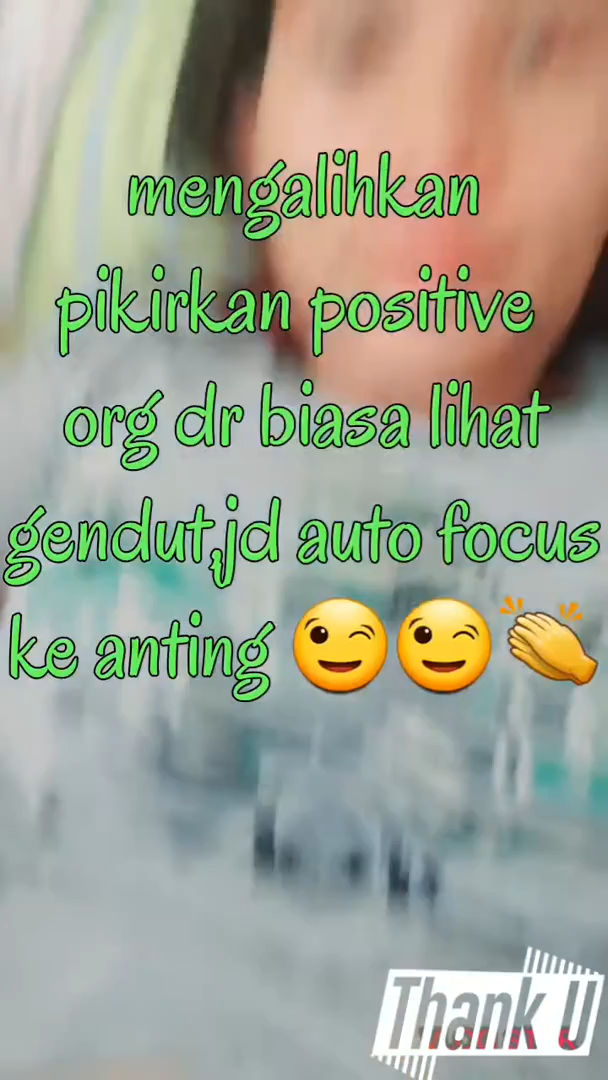 mengalihkan
pikirkan positive
org dr biasa lihat
gendut,jd auto focus
ke anting 😉😉👏
Thank U